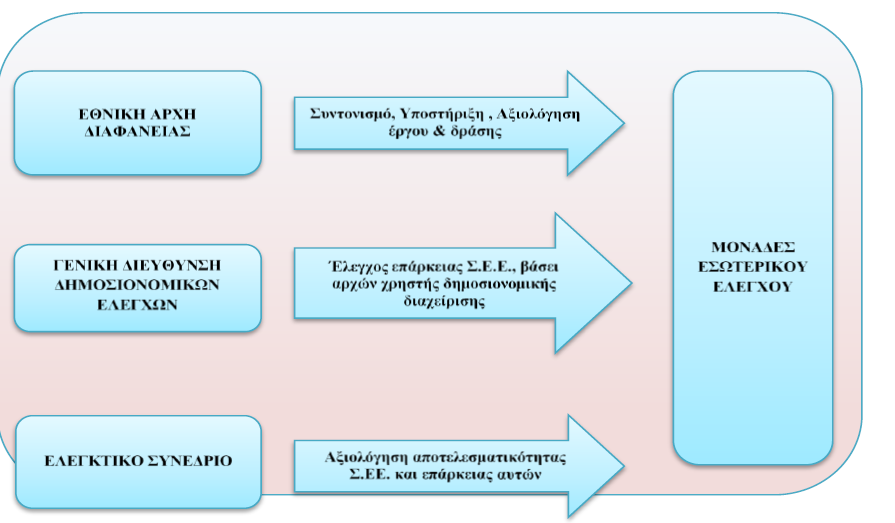 ΕΘΝΙΚΗ ΑΡΧΗ
ΔΙΑΦΑΝΕΙΑΣ
Συντονισμό, Υποστήριξη , Αξιολόγηση
έργου & δράσης
ΓΕΝΙΚΗ ΔΙΕΥΘΥΝΣΗ
ΔΗΜΟΣΙΟΝΟΜΙΚΩΝ
ΕΛΕΓΧΩΝ
Έλεγχος επάρκειας Σ.Ε.Ε., βάσει
αρχών χρηστής δημοσιονομικής
διαχείρισης
ΕΛΕΓΚΤΙΚΟ ΣΥΝΕΔΡΙΟ
Αξιολόγηση αποτελεσματικότητας
Σ.ΕΕ. και επάρκειας αυτών
ΜΟΝΑΔΕΣ
ΕΣΩΤΕΡΙΚΟΥ
ΕΛΕΓΧΟΥ